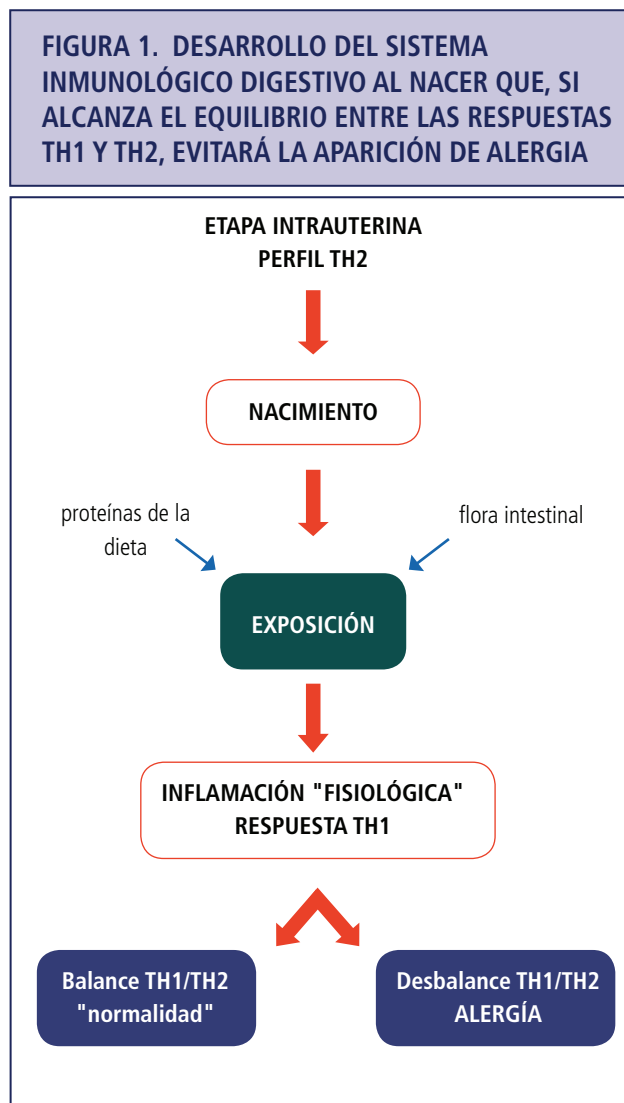 FIGURA 1. DESARROLLO DEL SISTEMA
INMUNOLÓGICO DIGESTIVO AL NACER QUE, SI
ALCANZA EL EQUILIBRIO ENTRE LAS RESPUESTAS
TH1 Y TH2, EVITARÁ LA APARICIÓN DE ALERGIA
ETAPA INTRAUTERINA
PERFIL TH2
NACIMIENTO
proteínas de la
dieta
flora intestinal
EXPOSICIÓN
INFLAMACIÓN "FISIOLÓGICA"
RESPUESTA TH1
Balance TH1/TH2
"normalidad"
Desbalance TH1/TH2
ALERGÍA